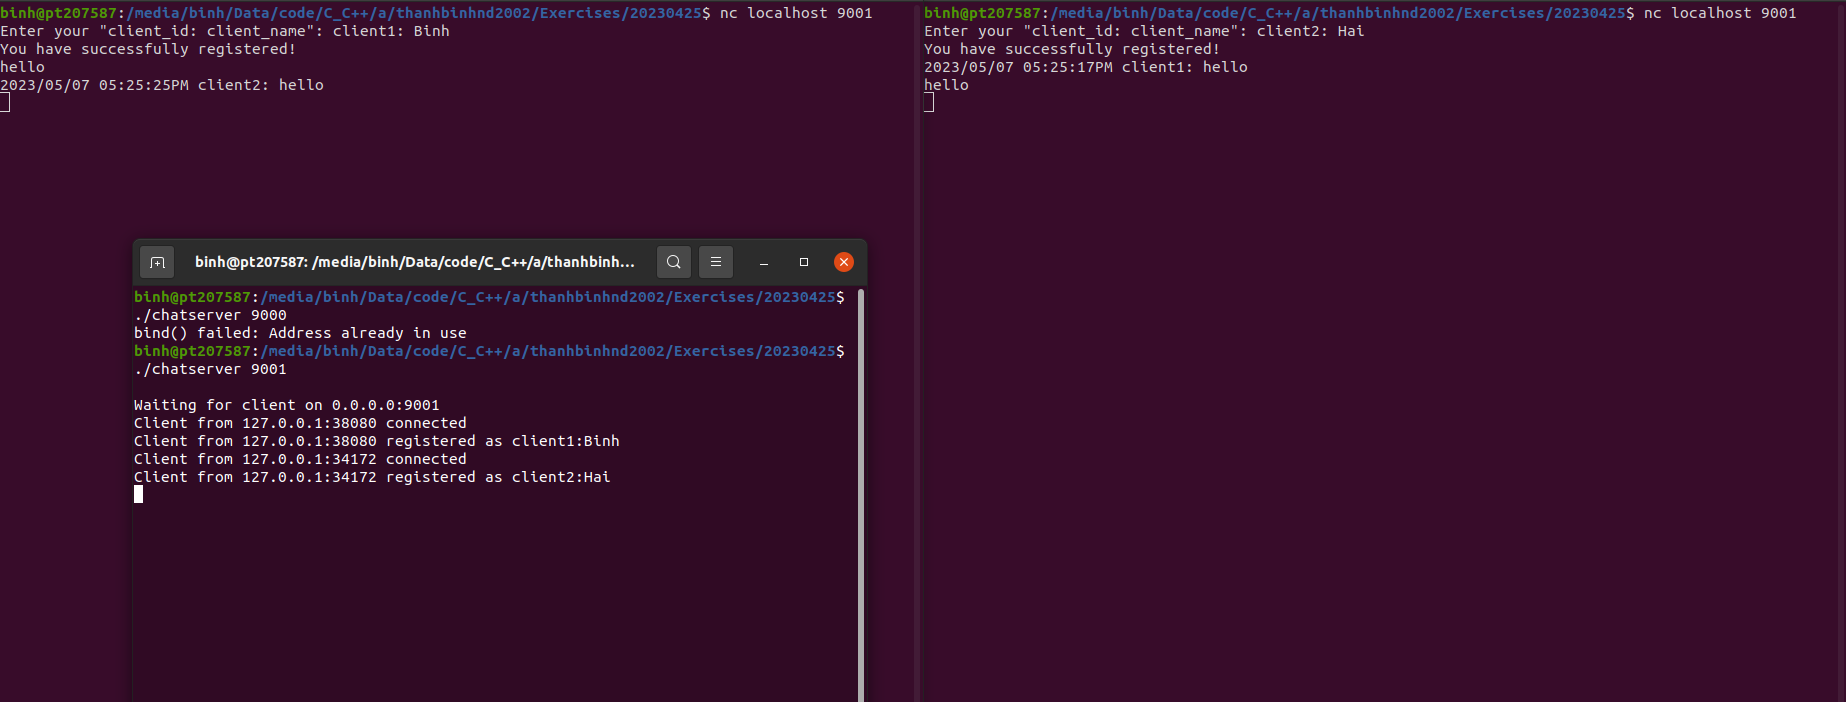 binh@pt207587:/media/binh/Data/code/C_C++/a/thanhbinhnd2002/Exercises/20230425$ nc localhost 9001
Enter your "client_id: client_name": client1: Binh
You have successfully registered!
hello
2023/05/07 05:25:25PM client2: hello
binh@pt207587:/media/binh/Data/code/C_C++/a/thanhbinhnd2002/Exercises/20230425$ nc localhost 9001
Enter your "client_id: client_name": client2: Hai
You have successfully registered!
2023/05/07 05:25:17PM client1: hello
hello
binh@pt207587: /media/binh/Data/code/C_C++/a/thanhbinh...
binh@pt207587:/media/binh/Data/code/C_C++/a/thanhbinhnd2002/Exercises/20230425$
./chatserver 9000
bind() failed: Address already in use
binh@pt207587:/media/binh/Data/code/C_C++/a/thanhbinhnd2002/Exercises/20230425$
./chatserver 9001
Waiting for client on 0.0.0.0:9001
Client from 127.0.0.1:38080 connected
Client from 127.0.0.1:38080 registered as client1:Binh
Client from 127.0.0.1:34172 connected
Client from 127.0.0.1:34172 registered as client2:Hai